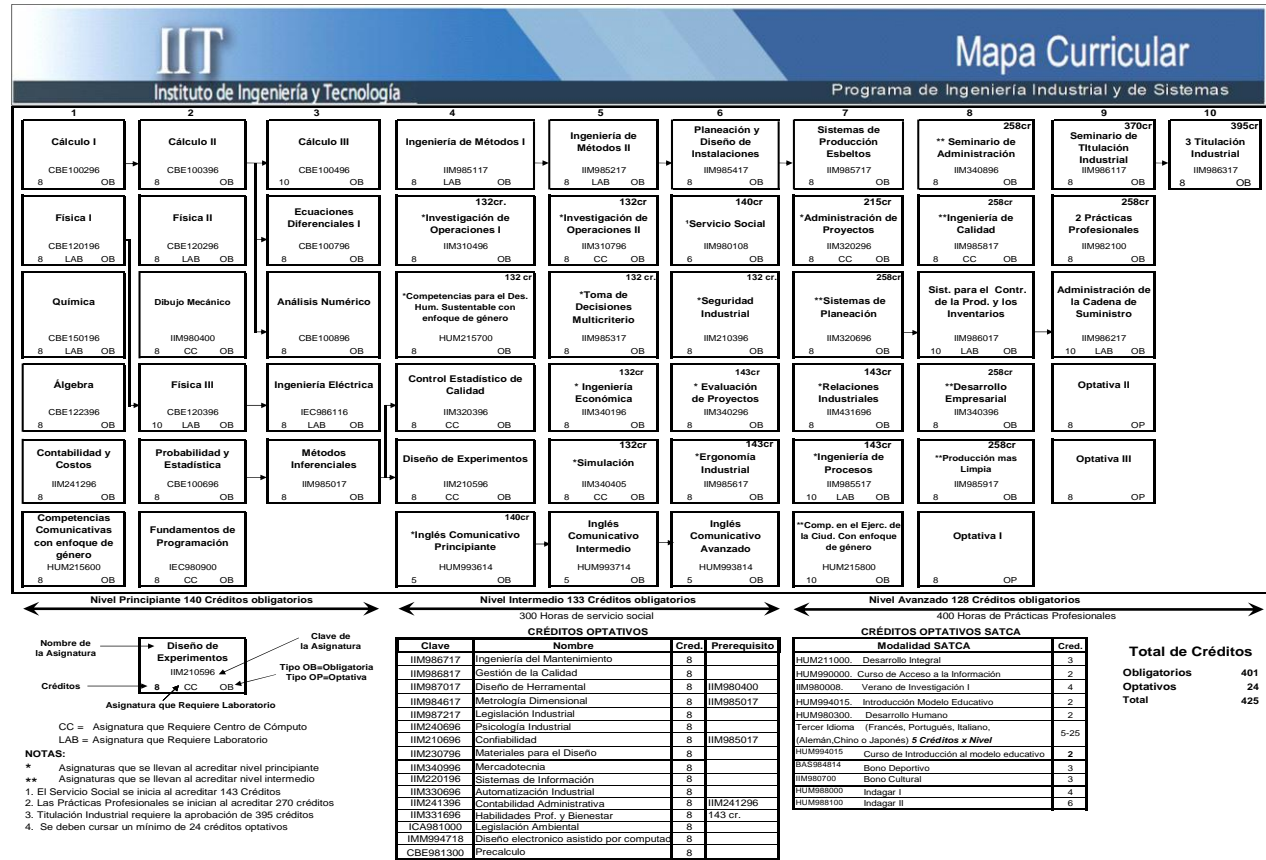 IIT
Instituto de Ingeniería y Tecnología
Mapa Curricular
Programa de Ingeniería Industrial y de Sistemas
1
Cálculo I
CBE100296
8 OB
Física I
CBE120196
8 LAB OB
Química
CBE150196
8 LAB OB
Álgebra
CBE122396
8 OB
Contabilidad y
Costos
IIM241296
8 OB
Competencias
Comunicativas
con enfoque de
género
HUM215600
8 OB
2
Cálculo II
CBE100396
8 OB
Física II
CBE120296
8 LAB OB
Dibujo Mecánico
IIM980400
8 CC OB
Física III
CBE120396
10 LAB OB
Probabilidad y
Estadística
CBE100696
8 OB
Fundamentos de
Programación
IEC980900
8 CC OB
3
Cálculo III
CBE100496
10 OB
Ecuaciones
Diferenciales I
CBE100796
8 OB
Análisis Numérico
CBE100896
8 OB
Ingeniería Eléctrica
IEC986116
8 LAB OB
Métodos
Inferenciales
IIM985017
8 OB
4
Ingeniería de Métodos I
IIM985117
8 LAB OB
132cr.
*Investigación de
Operaciones I
IIM310496
8 OB
132 cr
*Competencias para el Des.
Hum. Sustentable con
enfoque de género
HUM215700
8 OB
Control Estadístico de
Calidad
IIM320396
8 CC OB
Diseño de Experimentos
IIM210596
8 CC OB
140cr
*Inglés Comunicativo
Principiante
HUM993614
5 OB
5
Ingeniería de
Métodos II
IIM985217
8 LAB OB
132cr
*Investigación de
Operaciones II
IIM310796
8 CC OB
132 cr.
*Toma de
Decisiones
Multicriterio
IIM985317
8 OB
132cr
* Ingeniería
Económica
IIM340196
8 OB
132cr
*Simulación
IIM340405
8 CC OB
Inglés
Comunicativo
Intermedio
HUM993714
5 OB
6
Planeación y
Diseño de
Instalaciones
IIM985417
8 OB
140cr
¹Servicio Social
IIM980108
6 OB
132 cr.
*Seguridad
Industrial
IIM210396
8 OB
143cr
* Evaluación
de Proyectos
IIM340296
8 OB
143cr
*Ergonomía
Industrial
IIM985617
8 OB
Inglés
Comunicativo
Avanzado
HUM993814
5 OB
7
Sistemas de
Producción
Esbeltos
IIM985717
8 OB
215cr
*Administración de
Proyectos
IIM320296
8 CC OB
258cr
**Sistemas de
Planeación
IIM320696
8 OB
143cr
*Relaciones
Industriales
IIM431696
8 OB
143cr
*Ingeniería de
Procesos
IIM985517
10 LAB OB
**Comp. en el Ejerc. de
la Ciud. Con enfoque
de género
HUM215800
10 OB
8
258cr
** Seminario de
Administración
IIM340896
8 OB
258cr
**Ingeniería de
Calidad
IIM985817
8 OB
Sist. para el Contr.
de la Prod. y los
Inventarios
IIM986017
10 LAB OB
258cr
**Desarrollo
Empresarial
IIM340396
8 OB
258cr
**Producción mas
Limpia
IIM985917
8 OB
Optativa I
8 OP
9
370cr
Seminario de
TItulación
Industrial
IIM986117
8 OB
258cr
2 Prácticas
Profesionales
IIM982100
8 OB
Administración de
la Cadena de
Suministro
IIM986217
10 LAB OB
Optativa II
8 OP
Optativa III
8 OP
10
395cr
3 Titulación
Industrial
IIM986317
8 OB
Nivel Principiante 140 Créditos obligatorios
Nivel Intermedio 133 Créditos obligatorios
300 Horas de servicio social
Nivel Avanzado 128 Créditos obligatorios
400 Horas de Prácticas Profesionales
Nombre de
la Asignatura
Créditos
Diseño de
Experimentos
IIM210596
8 CC OB
Clave de
la Asignatura
Tipo OB=Obligatoria
Tipo OP=Optativa
Asignatura que Requiere Laboratorio
CC = Asignatura que Requiere Centro de Cómputo
LAB = Asignatura que Requiere Laboratorio
NOTAS:
* Asignaturas que se llevan al acreditar nivel principiante
** Asignaturas que se llevan al acreditar nivel intermedio
1. El Servicio Social se inicia al acreditar 143 Créditos
2. Las Prácticas Profesionales se inician al acreditar 270 créditos
3. Titulación Industrial requiere la aprobación de 395 créditos
4. Se deben cursar un mínimo de 24 créditos optativos
CRÉDITOS OPTATIVOS
Clave Nombre Cred. Prerequisito
IIM986717 Ingeniería del Mantenimiento 8
IIM986817 Gestión de la Calidad 8
IIM987017 Diseño de Herramental 8 IIM980400
IIM984617 Metrología Dimensional 8 IIM985017
IIM987217 Legislación Industrial 8
IIM240696 Psicología Industrial 8
IIM210696 Confiabilidad 8 IIM985017
IIM230796 Materiales para el Diseño 8
IIM340996 Mercadotecnia 8
IIM220196 Sistemas de Información 8
IIM330696 Automatización Industrial 8
IIM241396 Contabilidad Administrativa 8 IIM241296
IIM331696 Habilidades Prof. y Bienestar 8 143 cr.
ICA981000 Legislación Ambiental 8
IMM994718 Diseño electronico asistido por computad 8
CBE981300 Precalculo 8
CRÉDITOS OPTATIVOS SATCA
Modalidad SATCA Cred.
HUM211000. Desarrollo Integral 3
HUM990000. Curso de Acceso a la Información 2
IIM980008. Verano de Investigación I 4
HUM994015. Introducción Modelo Educativo 2
HUM980300. Desarrollo Humano 2
Tercer Idioma (Francés, Portugués, Italiano,
(Alemán,Chino o Japonés) 5 Créditos x Nivel 5-25
HUM994015 Curso de Introducción al modelo educativo 2
BAS984814 Bono Deportivo 3
IIM980700 Bono Cultural 3
HUM988000 Indagar I 4
HUM988100 Indagar II 6
Total de Créditos
Obligatorios 401
Optativos 24
Total 425